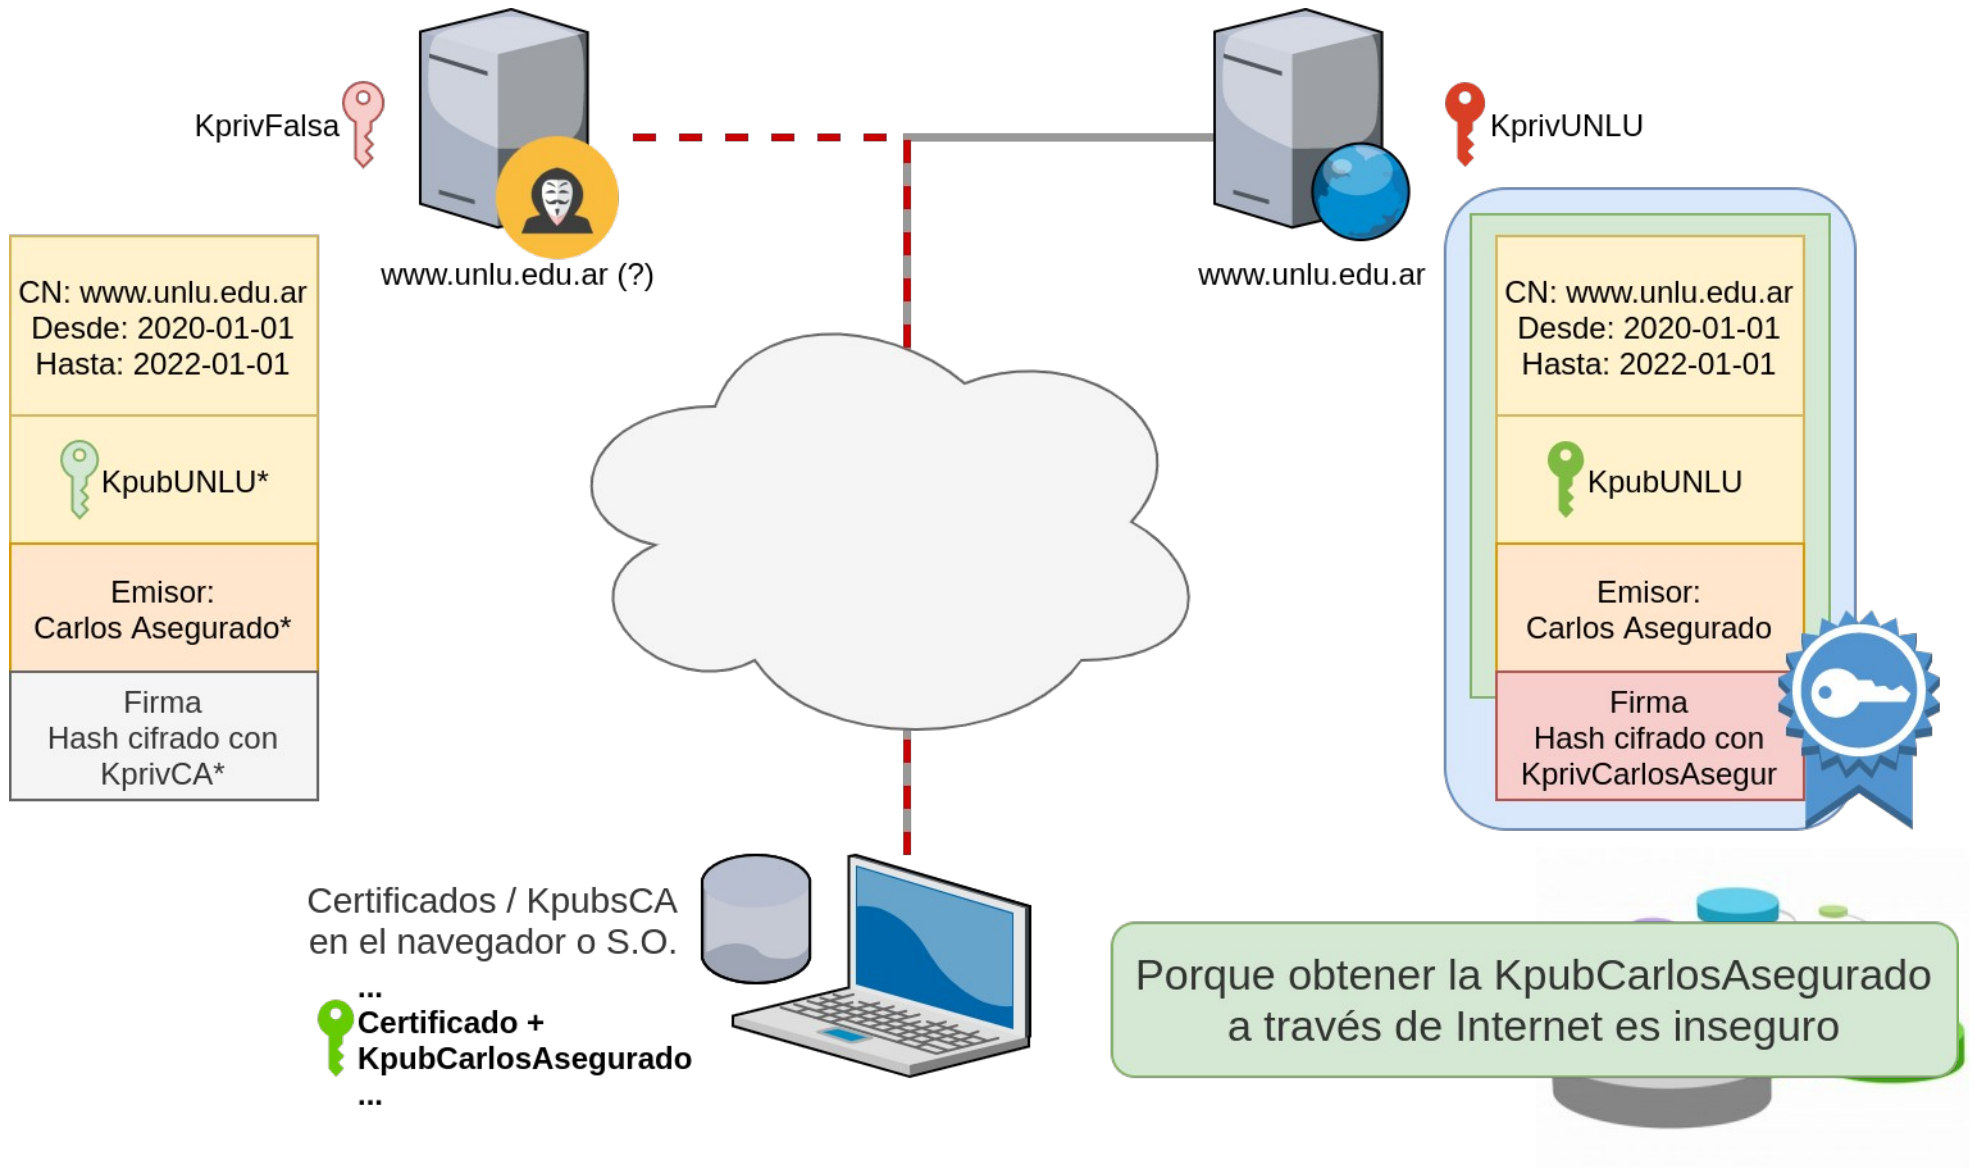 KprivFalsa
www.unlu.edu.ar (?)
CN: www.unlu.edu.ar
Desde: 2020-01-01
Hasta: 2022-01-01
KpubUNLU*
Emisor:
Carlos Asegurado*
Firma
Hash cifrado con
KprivCA*
KprivUNLU
www.unlu.edu.ar
CN: www.unlu.edu.ar
Desde: 2020-01-01
Hasta: 2022-01-01
KpubUNLU
Emisor:
Carlos Asegurado
Firma
Hash cifrado con
KprivCarlosAsegur
Certificados / KpubsCA
en el navegador o S.O.
...
Certificado +
KpubCarlosAsegurado
...
Porque obtener la KpubCarlosAsegurado
a través de Internet es inseguro